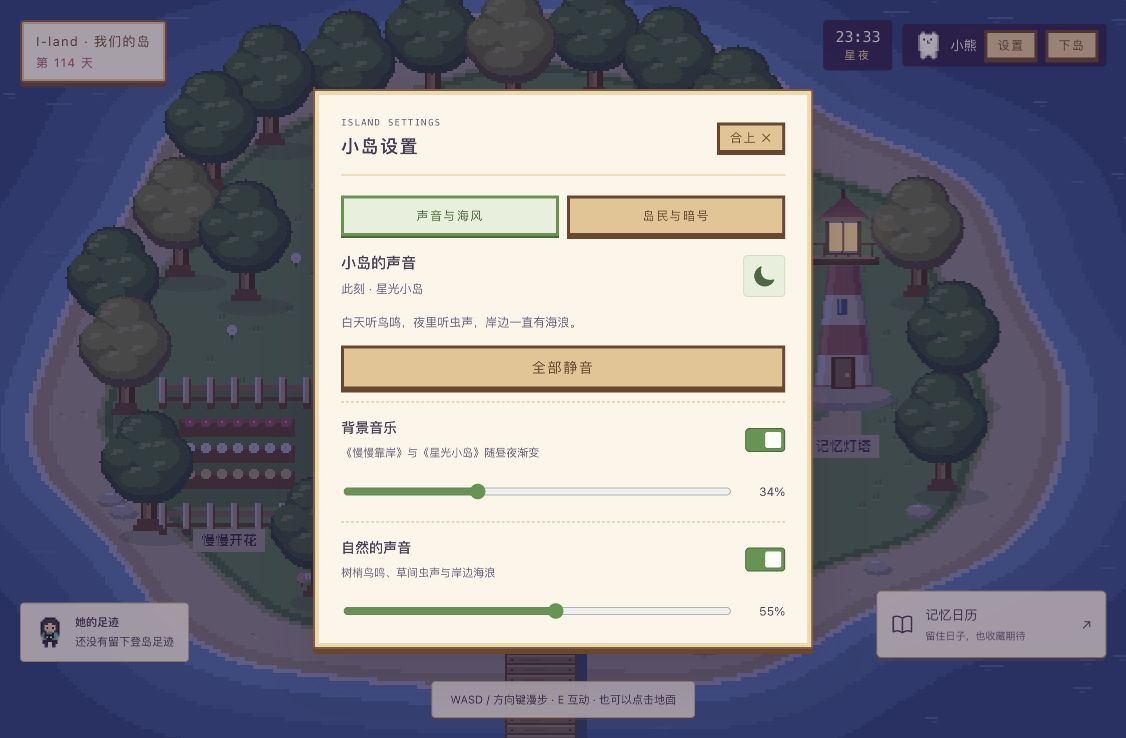 I-land · 我们的岛
第 114 天
23:33
星夜
小熊
设置
下岛
ISLAND SETTINGS
小岛设置
合上 ×
声音与海风
岛民与暗号
小岛的声音
此刻 · 星光小岛
白天听鸟鸣，夜里听虫声，岸边一直有海浪。
全部静音
背景音乐
《慢慢靠岸》与《星光小岛》随昼夜渐变
34%
自然的声音
树梢鸟鸣、草间虫声与岸边海浪
55%
记忆灯塔
慢慢开花
她的足迹
还没有留下登岛足迹
记忆日历
留住日子，也收藏期待
WASD / 方向键漫步 · E 互动 · 也可以点击地面